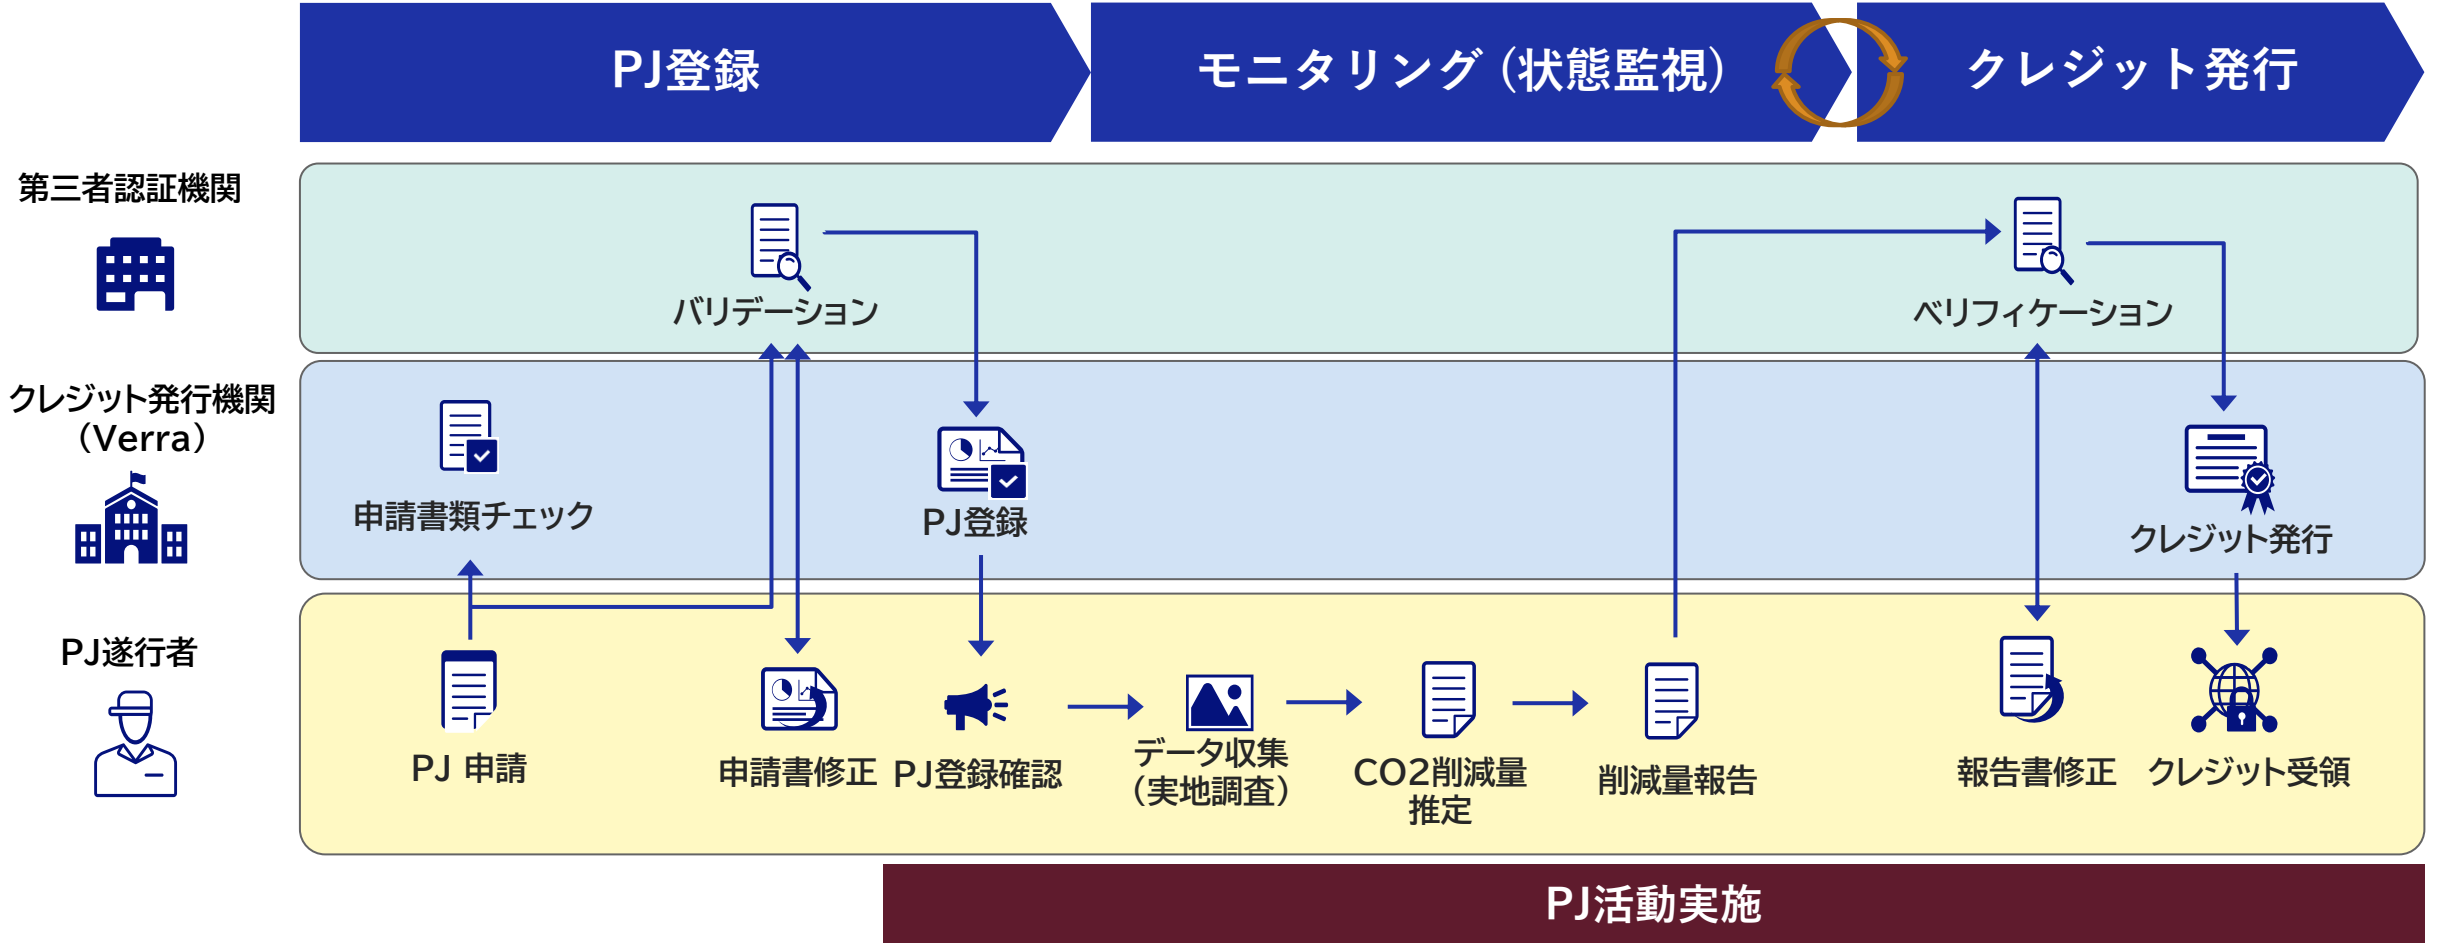 PJ登録
モニタリング (状態監視)
クレジット発行
第三者認証機関
バリデーション
ベリフィケーション
クレジット発行機関
(Verra)
申請書類チェック
PJ登録
クレジット発行
PJ遂行者
PJ 申請
申請書修正
PJ登録確認
データ収集
(実地調査)
CO2削減量
推定
削減量報告
報告書修正
クレジット受領
PJ活動実施